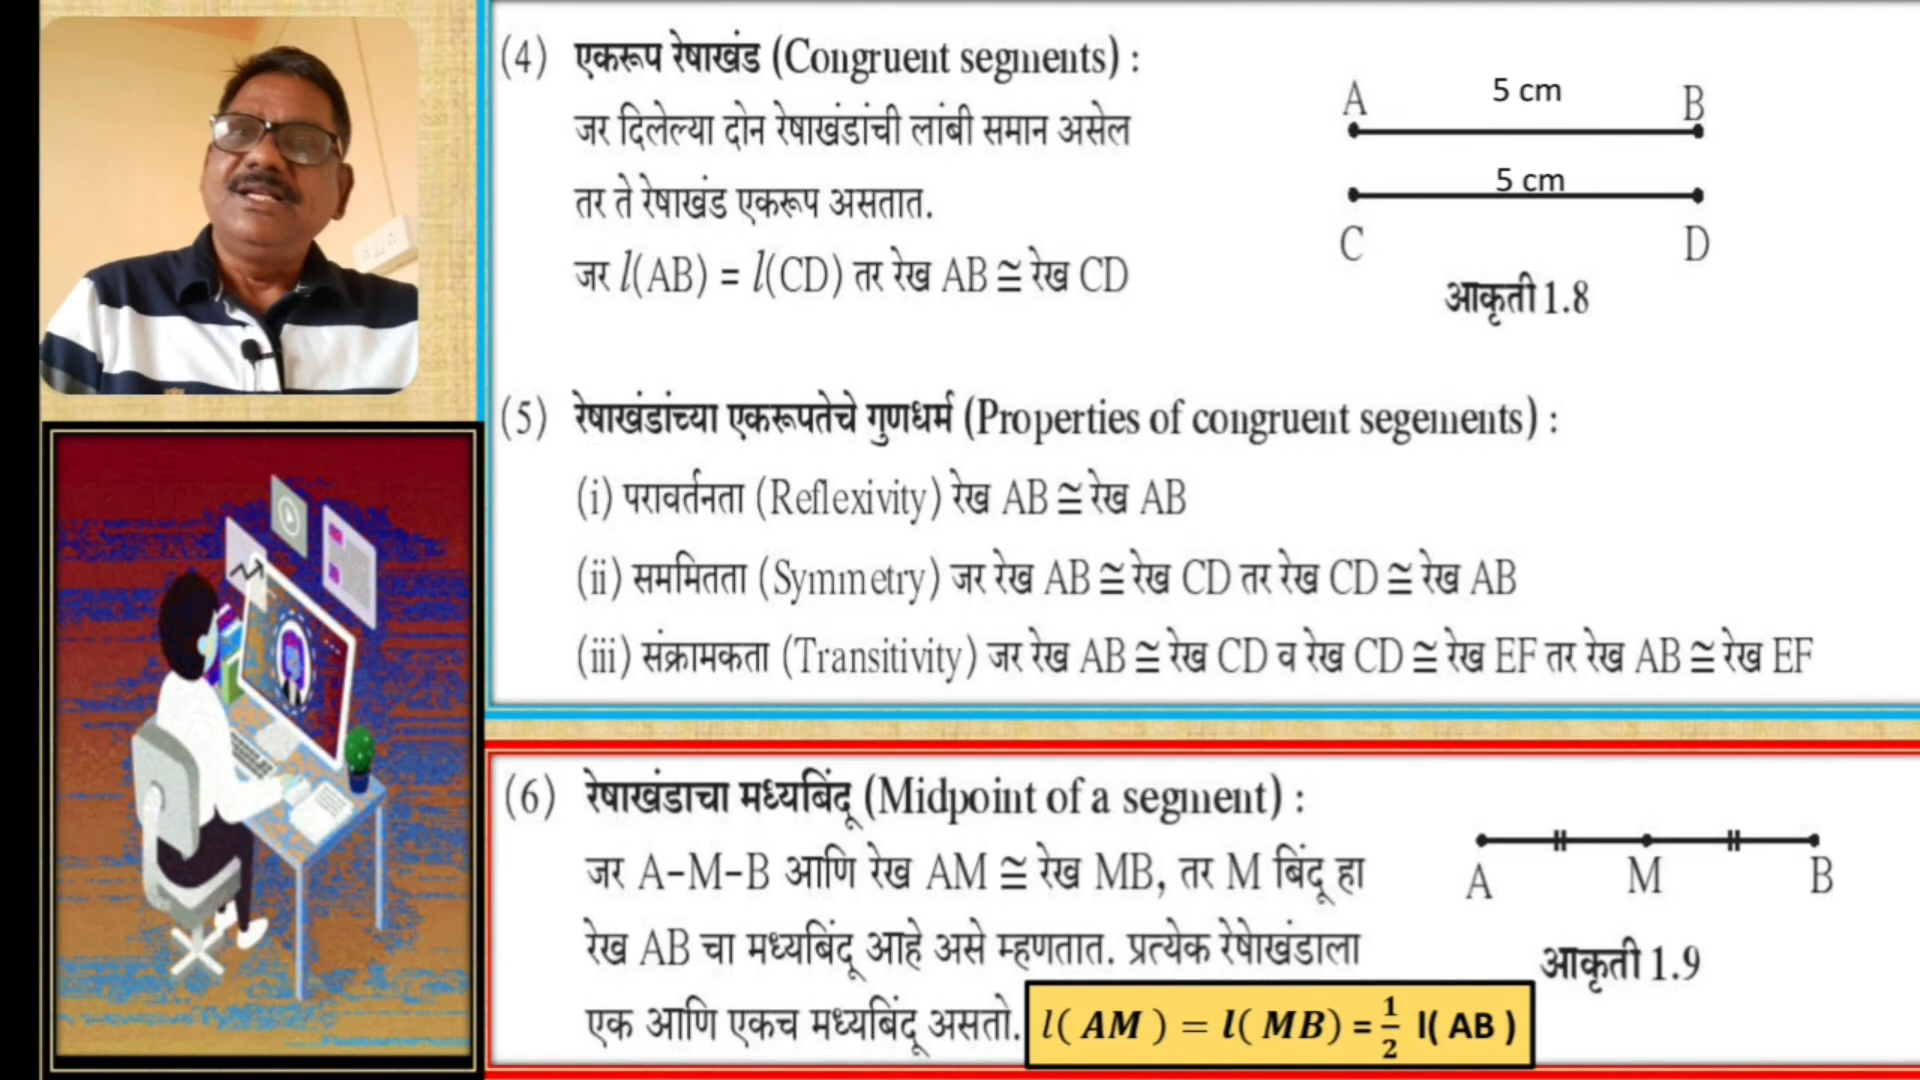 (4) एकरूप रेषाखंड (Congruent segments) :
जर दिलेल्या दोन रेषाखंडांची लांबी समान असेल
तर ते रेषाखंड एकरूप असतात.
जर l(AB) = l(CD) तर रेख AB ≅ रेख CD
A 5 cm B
5 cm
C D
आकृती 1.8
(5) रेषाखंडांच्या एकरूपतेचे गुणधर्म (Properties of congruent segements) :
(i) परावर्तनता (Reflexivity) रेख AB ≅ रेख AB
(ii) सममितता (Symmetry) जर रेख AB ≅ रेख CD तर रेख CD ≅ रेख AB
(iii) संक्रामकता (Transitivity) जर रेख AB ≅ रेख CD व रेख CD ≅ रेख EF तर रेख AB ≅ रेख EF
(6) रेषाखंडाचा मध्यबिंदू (Midpoint of a segment) :
जर A-M-B आणि रेख AM ≅ रेख MB, तर M बिंदू हा
रेख AB चा मध्यबिंदू आहे असे म्हणतात. प्रत्येक रेषेाखंडाला
एक आणि एकच मध्यबिंदू असतो.
l( AM ) = l( MB) = 1/2 l( AB )
A M B
आकृती 1.9